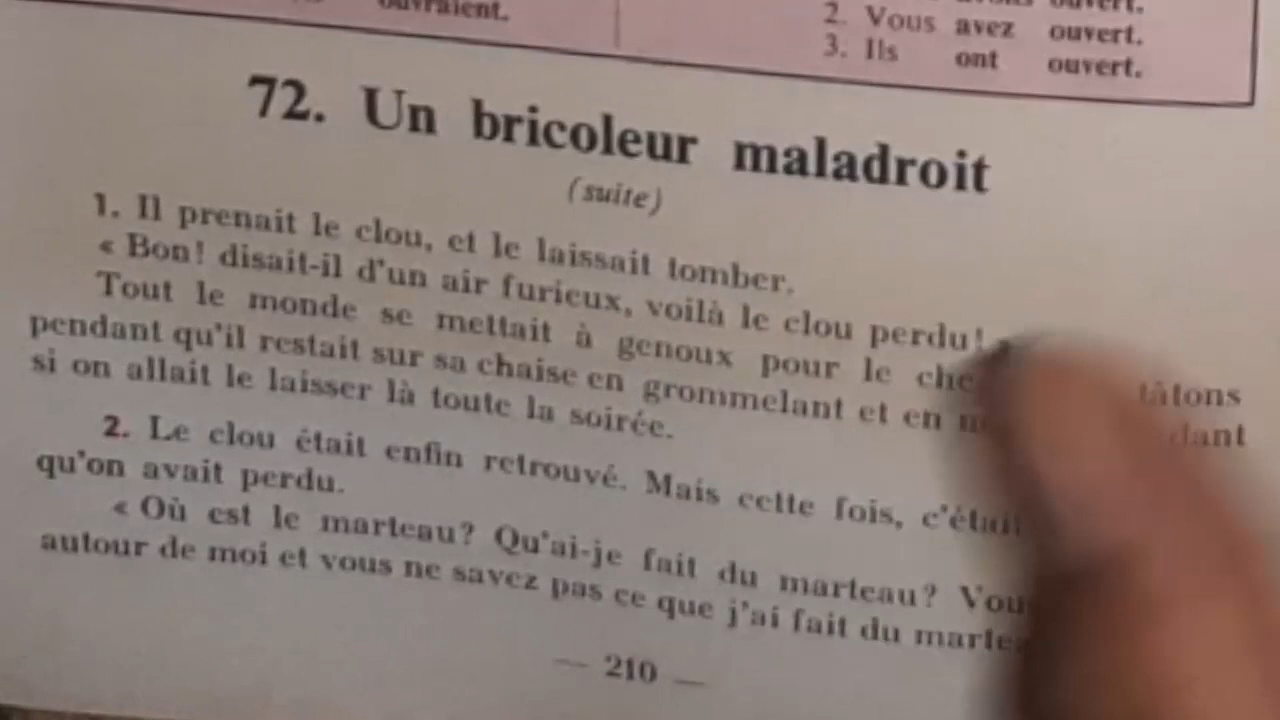 ouvraient.
ouvert.
2. Vous avez ouvert.
3. Ils ont ouvert.
72. Un bricoleur maladroit
(suite)
1. Il prenait le clou, et le laissait tomber.
« Bon! disait-il d'un air furieux, voilà le clou perdu!
Tout le monde se mettait à genoux pour le tâtons
pendant qu'il restait sur sa chaise en grommelant et en
si on allait le laisser là toute la soirée.
2. Le clou était enfin retrouvé. Mais cette fois, c'était
qu'on avait perdu.
« Où est le marteau? Qu'ai-je fait du marteau?
autour de moi et vous ne savez pas ce que j'ai fait du
— 210 —